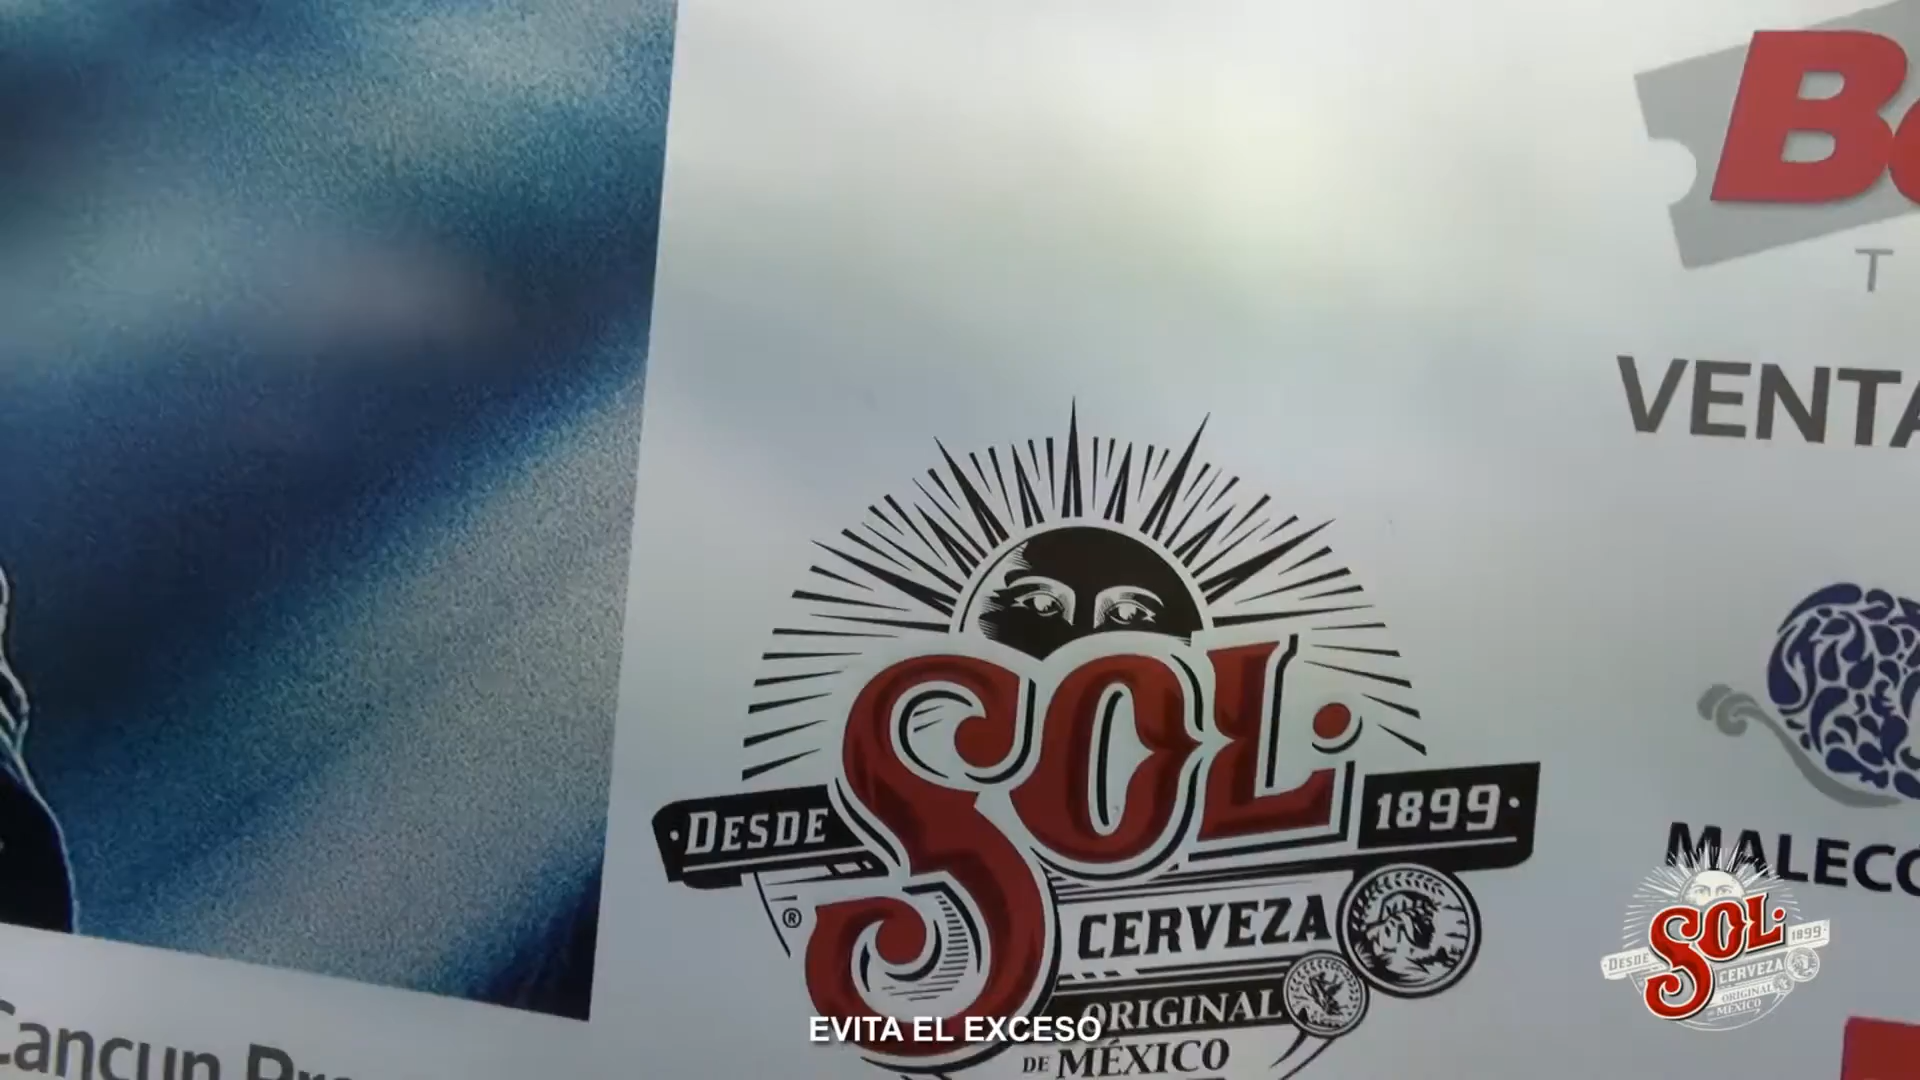 T
VENTA
SOL
DESDE
1899
®
CERVEZA
ORIGINAL
DE MÉXICO
MALECO
SOL
DESDE
1899
CERVEZA
ORIGINAL
DE MÉXICO
EVITA EL EXCESO
Cancun